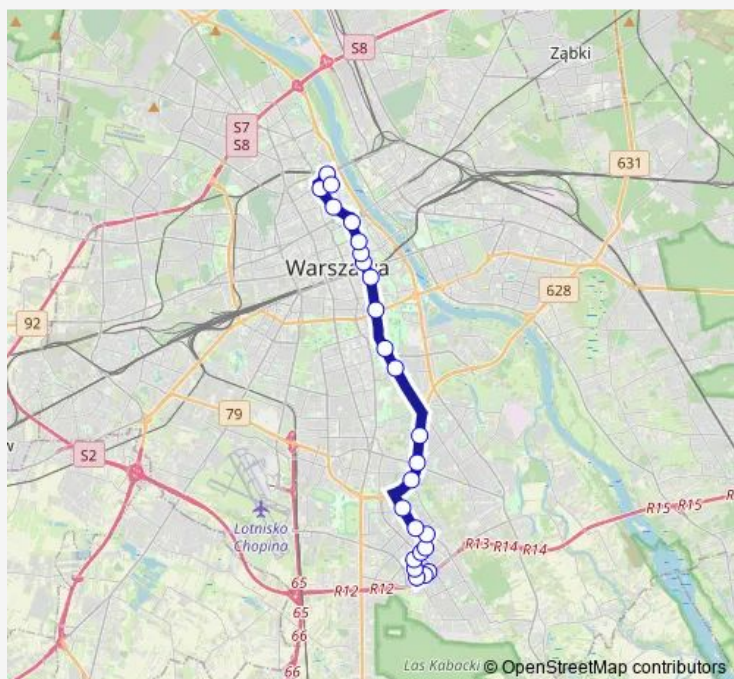 S8
Ząbki
S7
S8
631
Warszawa
628
92
79
S2
w
Lotnisko
Chopina
R15 R15
R13 R14 R14
65
R12 R12
65
66
66
Las Kabacki
© OpenStreetMap contributors